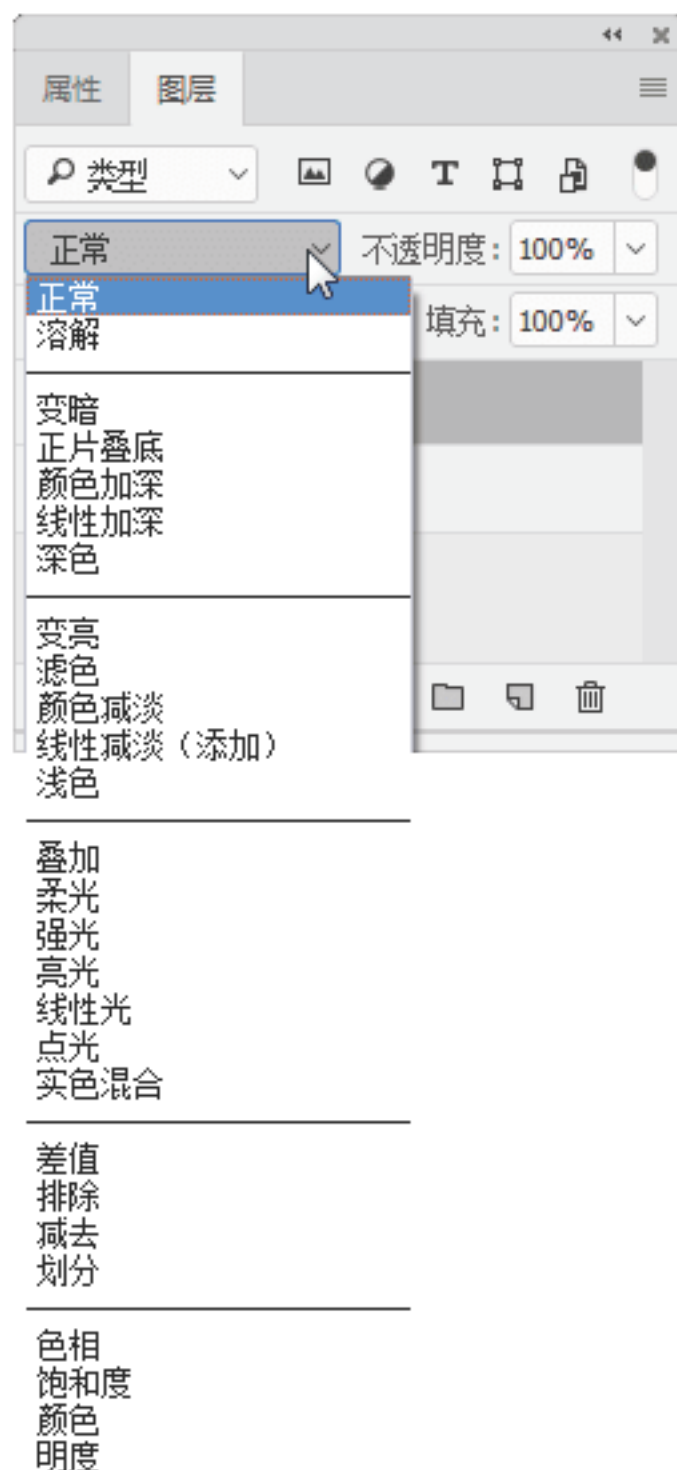 属性 图层
类型 T
正常 不透明度: 100%
正常
填充: 100%
溶解
变暗
正片叠底
颜色加深
线性加深
深色
变亮
滤色
颜色减淡
线性减淡（添加）
浅色
叠加
柔光
强光
亮光
线性光
点光
实色混合
差值
排除
减去
划分
色相
饱和度
颜色
明度